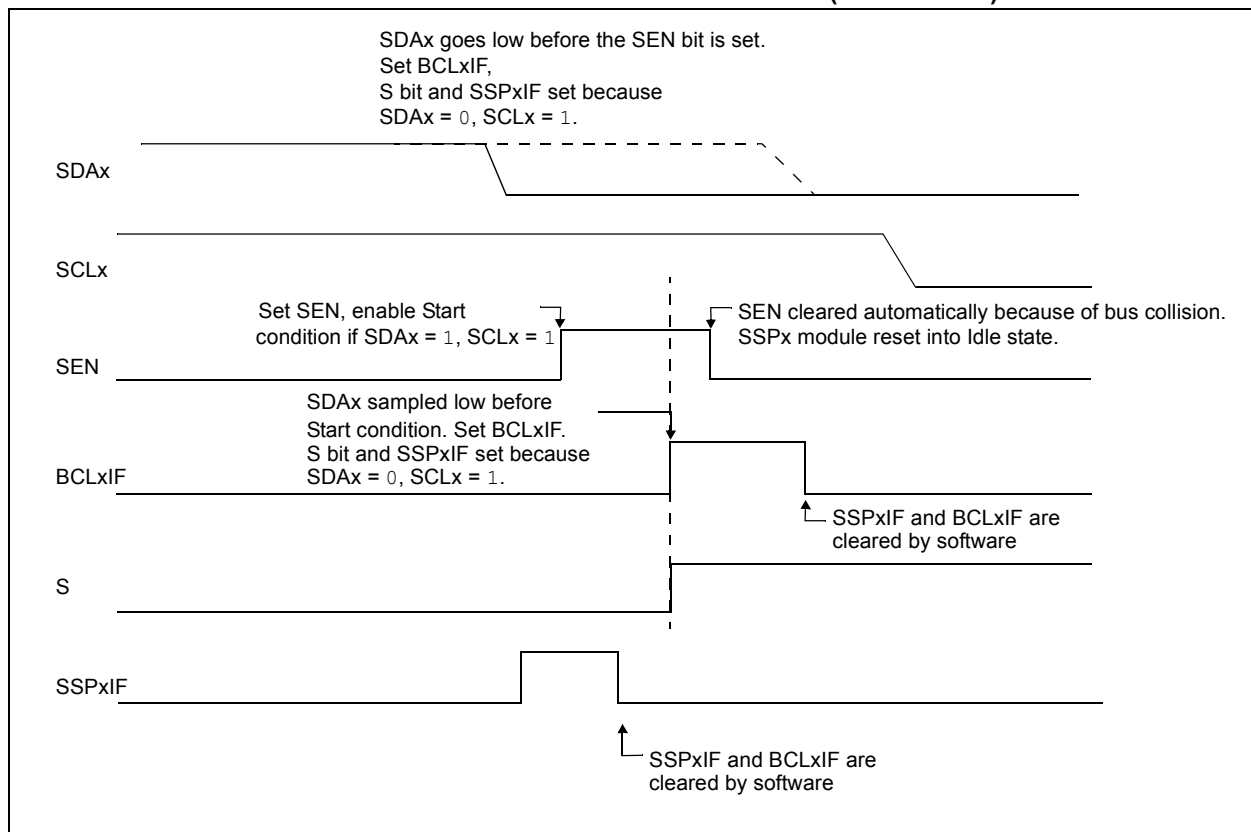 SDAx goes low before the SEN bit is set.
Set BCLxIF,
S bit and SSPxIF set because
SDAx = 0, SCLx = 1.
SDAx
SCLx
Set SEN, enable Start
condition if SDAx = 1, SCLx = 1
SEN cleared automatically because of bus collision.
SSPx module reset into Idle state.
SEN
SDAx sampled low before
Start condition. Set BCLxIF.
S bit and SSPxIF set because
SDAx = 0, SCLx = 1.
BCLxIF
SSPxIF and BCLxIF are
cleared by software
S
SSPxIF
SSPxIF and BCLxIF are
cleared by software